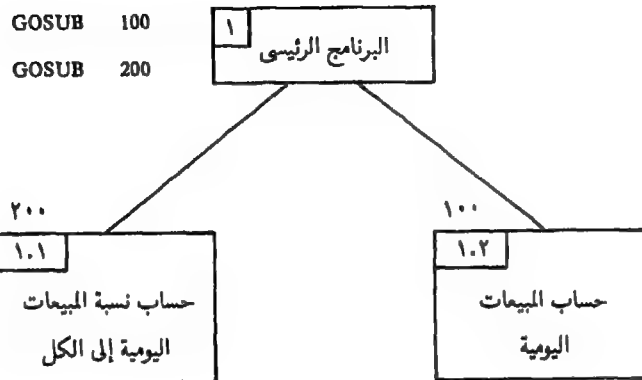 GOSUB 100
GOSUB 200
١
البرنامج الرئيسى
١٠٠
١.٢
حساب المبيعات
اليومية
٢٠٠
١.١
حساب نسبة المبيعات
اليومية إلى الكل